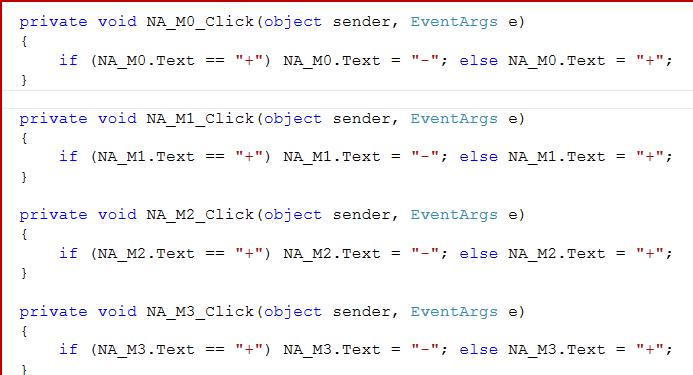 private void NA_M0_Click(object sender, EventArgs e)
{
if (NA_M0.Text == "+") NA_M0.Text = "-"; else NA_M0.Text = "+";
}
private void NA_M1_Click(object sender, EventArgs e)
{
if (NA_M1.Text == "+") NA_M1.Text = "-"; else NA_M1.Text = "+";
}
private void NA_M2_Click(object sender, EventArgs e)
{
if (NA_M2.Text == "+") NA_M2.Text = "-"; else NA_M2.Text = "+";
}
private void NA_M3_Click(object sender, EventArgs e)
{
if (NA_M3.Text == "+") NA_M3.Text = "-"; else NA_M3.Text = "+";
}